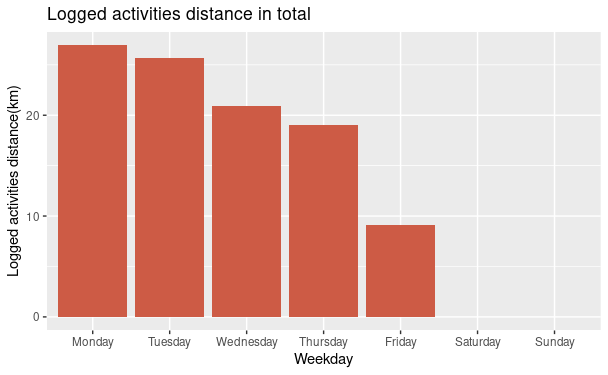 Logged activities distance in total
Logged activities distance(km)
20
10
0
Monday Tuesday Wednesday Thursday Friday Saturday Sunday
Weekday